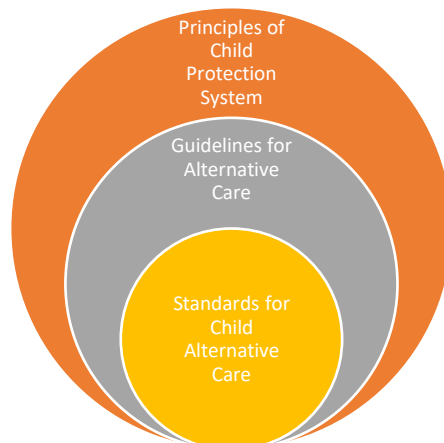 Principles of
Child
Protection
System
Guidelines for
Alternative
Care
Standards for
Child
Alternative
Care